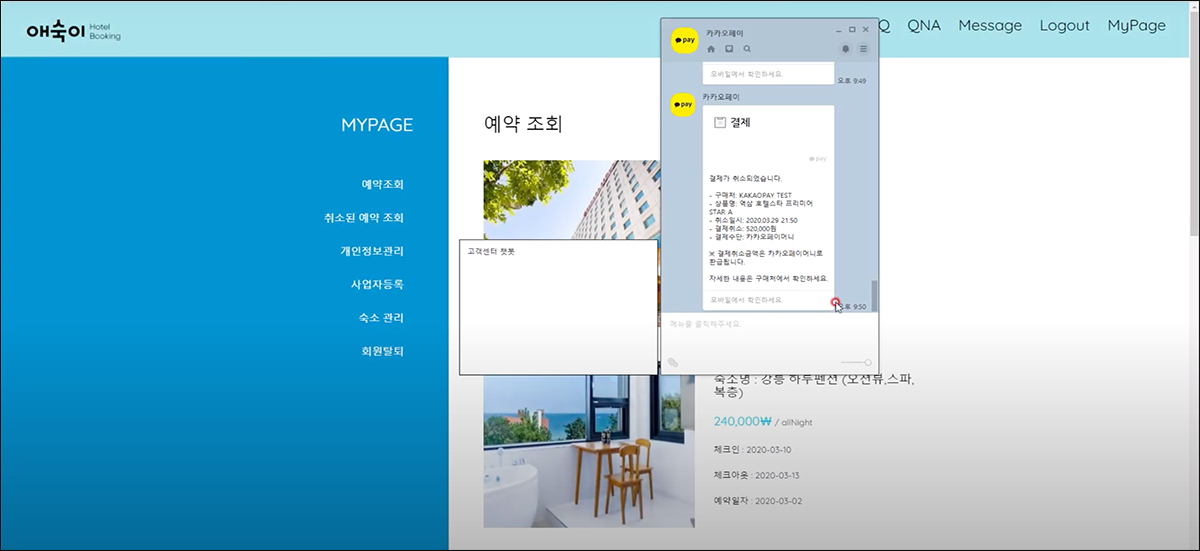 애숙이 Hotel Booking
Q QNA Message Logout MyPage
MYPAGE
예약조회
취소된 예약 조회
개인정보관리
사업자등록
숙소 관리
회원탈퇴
예약 조회
고객센터 챗봇
pay 카카오페이
모바일에서 확인하세요.
오후 9:49
pay 카카오페이
결제
pay
결제가 취소되었습니다.
- 구매처: KAKAOPAY TEST
- 상품명: 역삼 호텔스타 프리미어
STAR A
- 취소일시: 2020.03.29 21:50
- 결제취소: 520,000원
- 결제수단: 카카오페이머니
※ 결제취소금액은 카카오페이머니로
환급됩니다.
자세한 내용은 구매처에서 확인하세요.
모바일에서 확인하세요.
오후 9:50
메뉴를 클릭해주세요.
숙소명 : 강릉 하루펜션 (오션뷰,스파,
복층)
240,000₩ / allNight
체크인 : 2020-03-10
체크아웃 : 2020-03-13
예약일자 : 2020-03-02